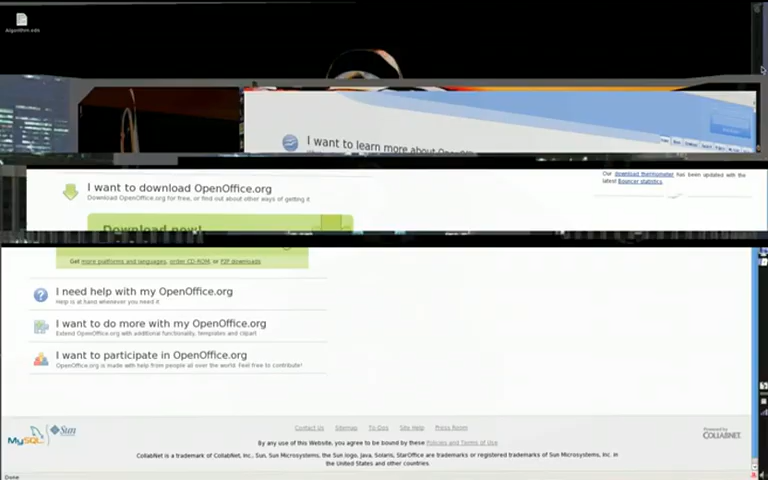 Algorithm.odt
I want to learn more about OpenOffice.org
I want to download OpenOffice.org
Download OpenOffice.org for free, or find out about other ways of getting it
Our download thermometer has been updated with the
latest Bouncer statistics.
Download now!
Get more platforms and languages, order CD-ROM, or P2P downloads
I need help with my OpenOffice.org
Help is at hand whenever you need it
I want to do more with my OpenOffice.org
Extend OpenOffice.org with additional functionality, templates and clipart
I want to participate in OpenOffice.org
OpenOffice.org is made with help from people all over the world. Feel free to contribute!
Contact Us Sitemap To-Dos Site Help Press Room
MySQL Sun
Powered by
COLLABNET
By any use of this Website, you agree to be bound by these Policies and Terms of Use
CollabNet is a trademark of CollabNet, Inc., Sun, Sun Microsystems, the Sun logo, Java, Solaris, StarOffice are trademarks or registered trademarks of Sun Microsystems, Inc. in
the United States and other countries.
Done